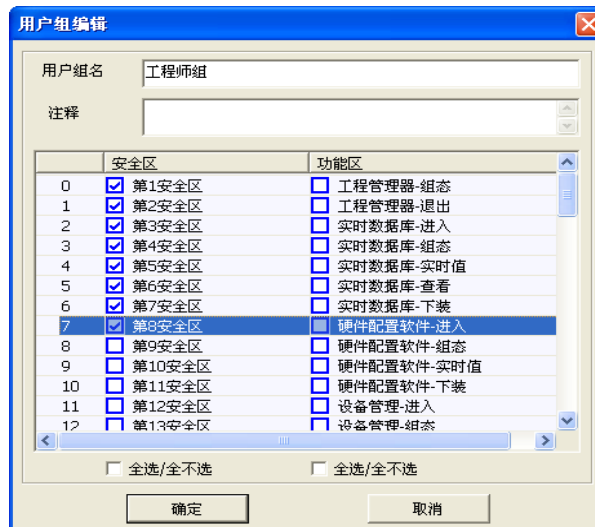 用户组编辑
用户组名 工程师组
注释
安全区 功能区
0 第1安全区 工程管理器-组态
1 第2安全区 工程管理器-退出
2 第3安全区 实时数据库-进入
3 第4安全区 实时数据库-组态
4 第5安全区 实时数据库-实时值
5 第6安全区 实时数据库-查看
6 第7安全区 实时数据库-下装
7 第8安全区 硬件配置软件-进入
8 第9安全区 硬件配置软件-组态
9 第10安全区 硬件配置软件-实时值
10 第11安全区 硬件配置软件-下装
11 第12安全区 设备管理-进入
12 第13安全区 设备管理-组态
全选/全不选 全选/全不选
确定 取消